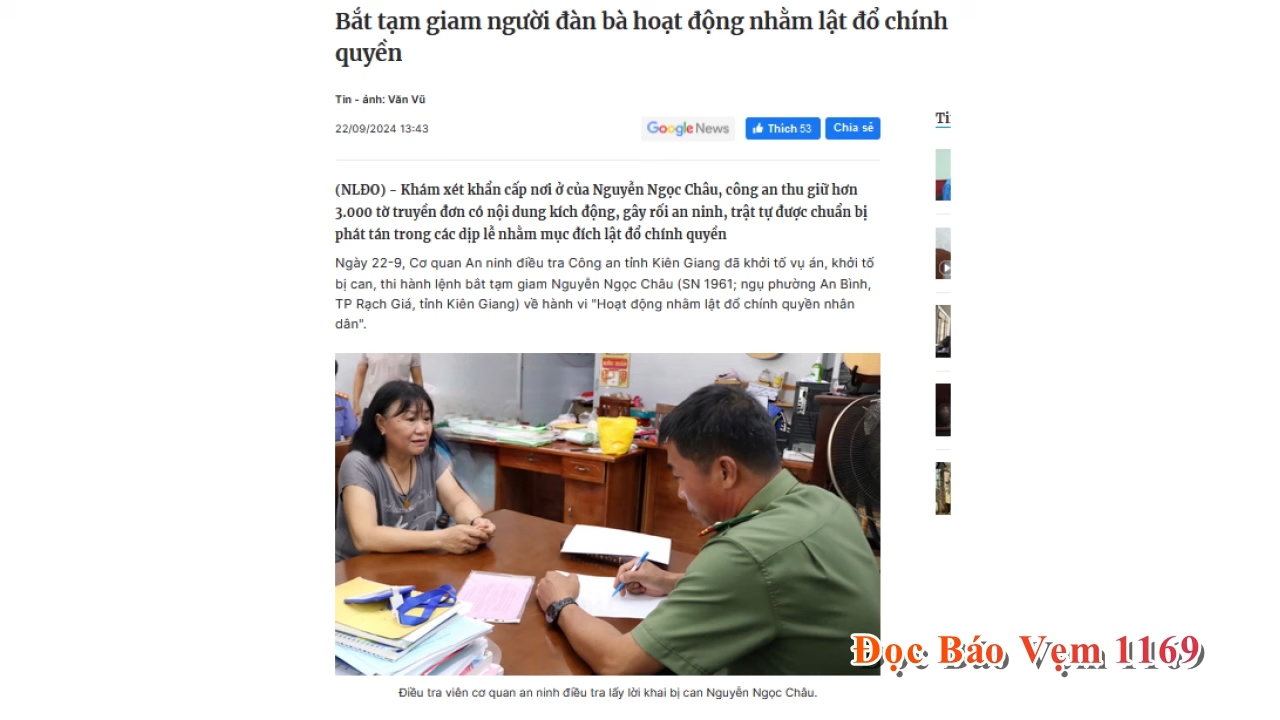 Bắt tạm giam người đàn bà hoạt động nhằm lật đổ chính
quyền
Tin - ảnh: Văn Vũ
22/09/2024 13:43
Google News
Thích 53
Chia sẻ
(NLĐO) - Khám xét khẩn cấp nơi ở của Nguyễn Ngọc Châu, công an thu giữ hơn
3.000 tờ truyền đơn có nội dung kích động, gây rối an ninh, trật tự được chuẩn bị
phát tán trong các dịp lễ nhằm mục đích lật đổ chính quyền
Ngày 22-9, Cơ quan An ninh điều tra Công an tỉnh Kiên Giang đã khởi tố vụ án, khởi tố
bị can, thi hành lệnh bắt tạm giam Nguyễn Ngọc Châu (SN 1961; ngụ phường An Bình,
TP Rạch Giá, tỉnh Kiên Giang) về hành vi "Hoạt động nhằm lật đổ chính quyền nhân
dân".
Điều tra viên cơ quan an ninh điều tra lấy lời khai bị can Nguyễn Ngọc Châu.
Đọc Báo Vẹm 1169